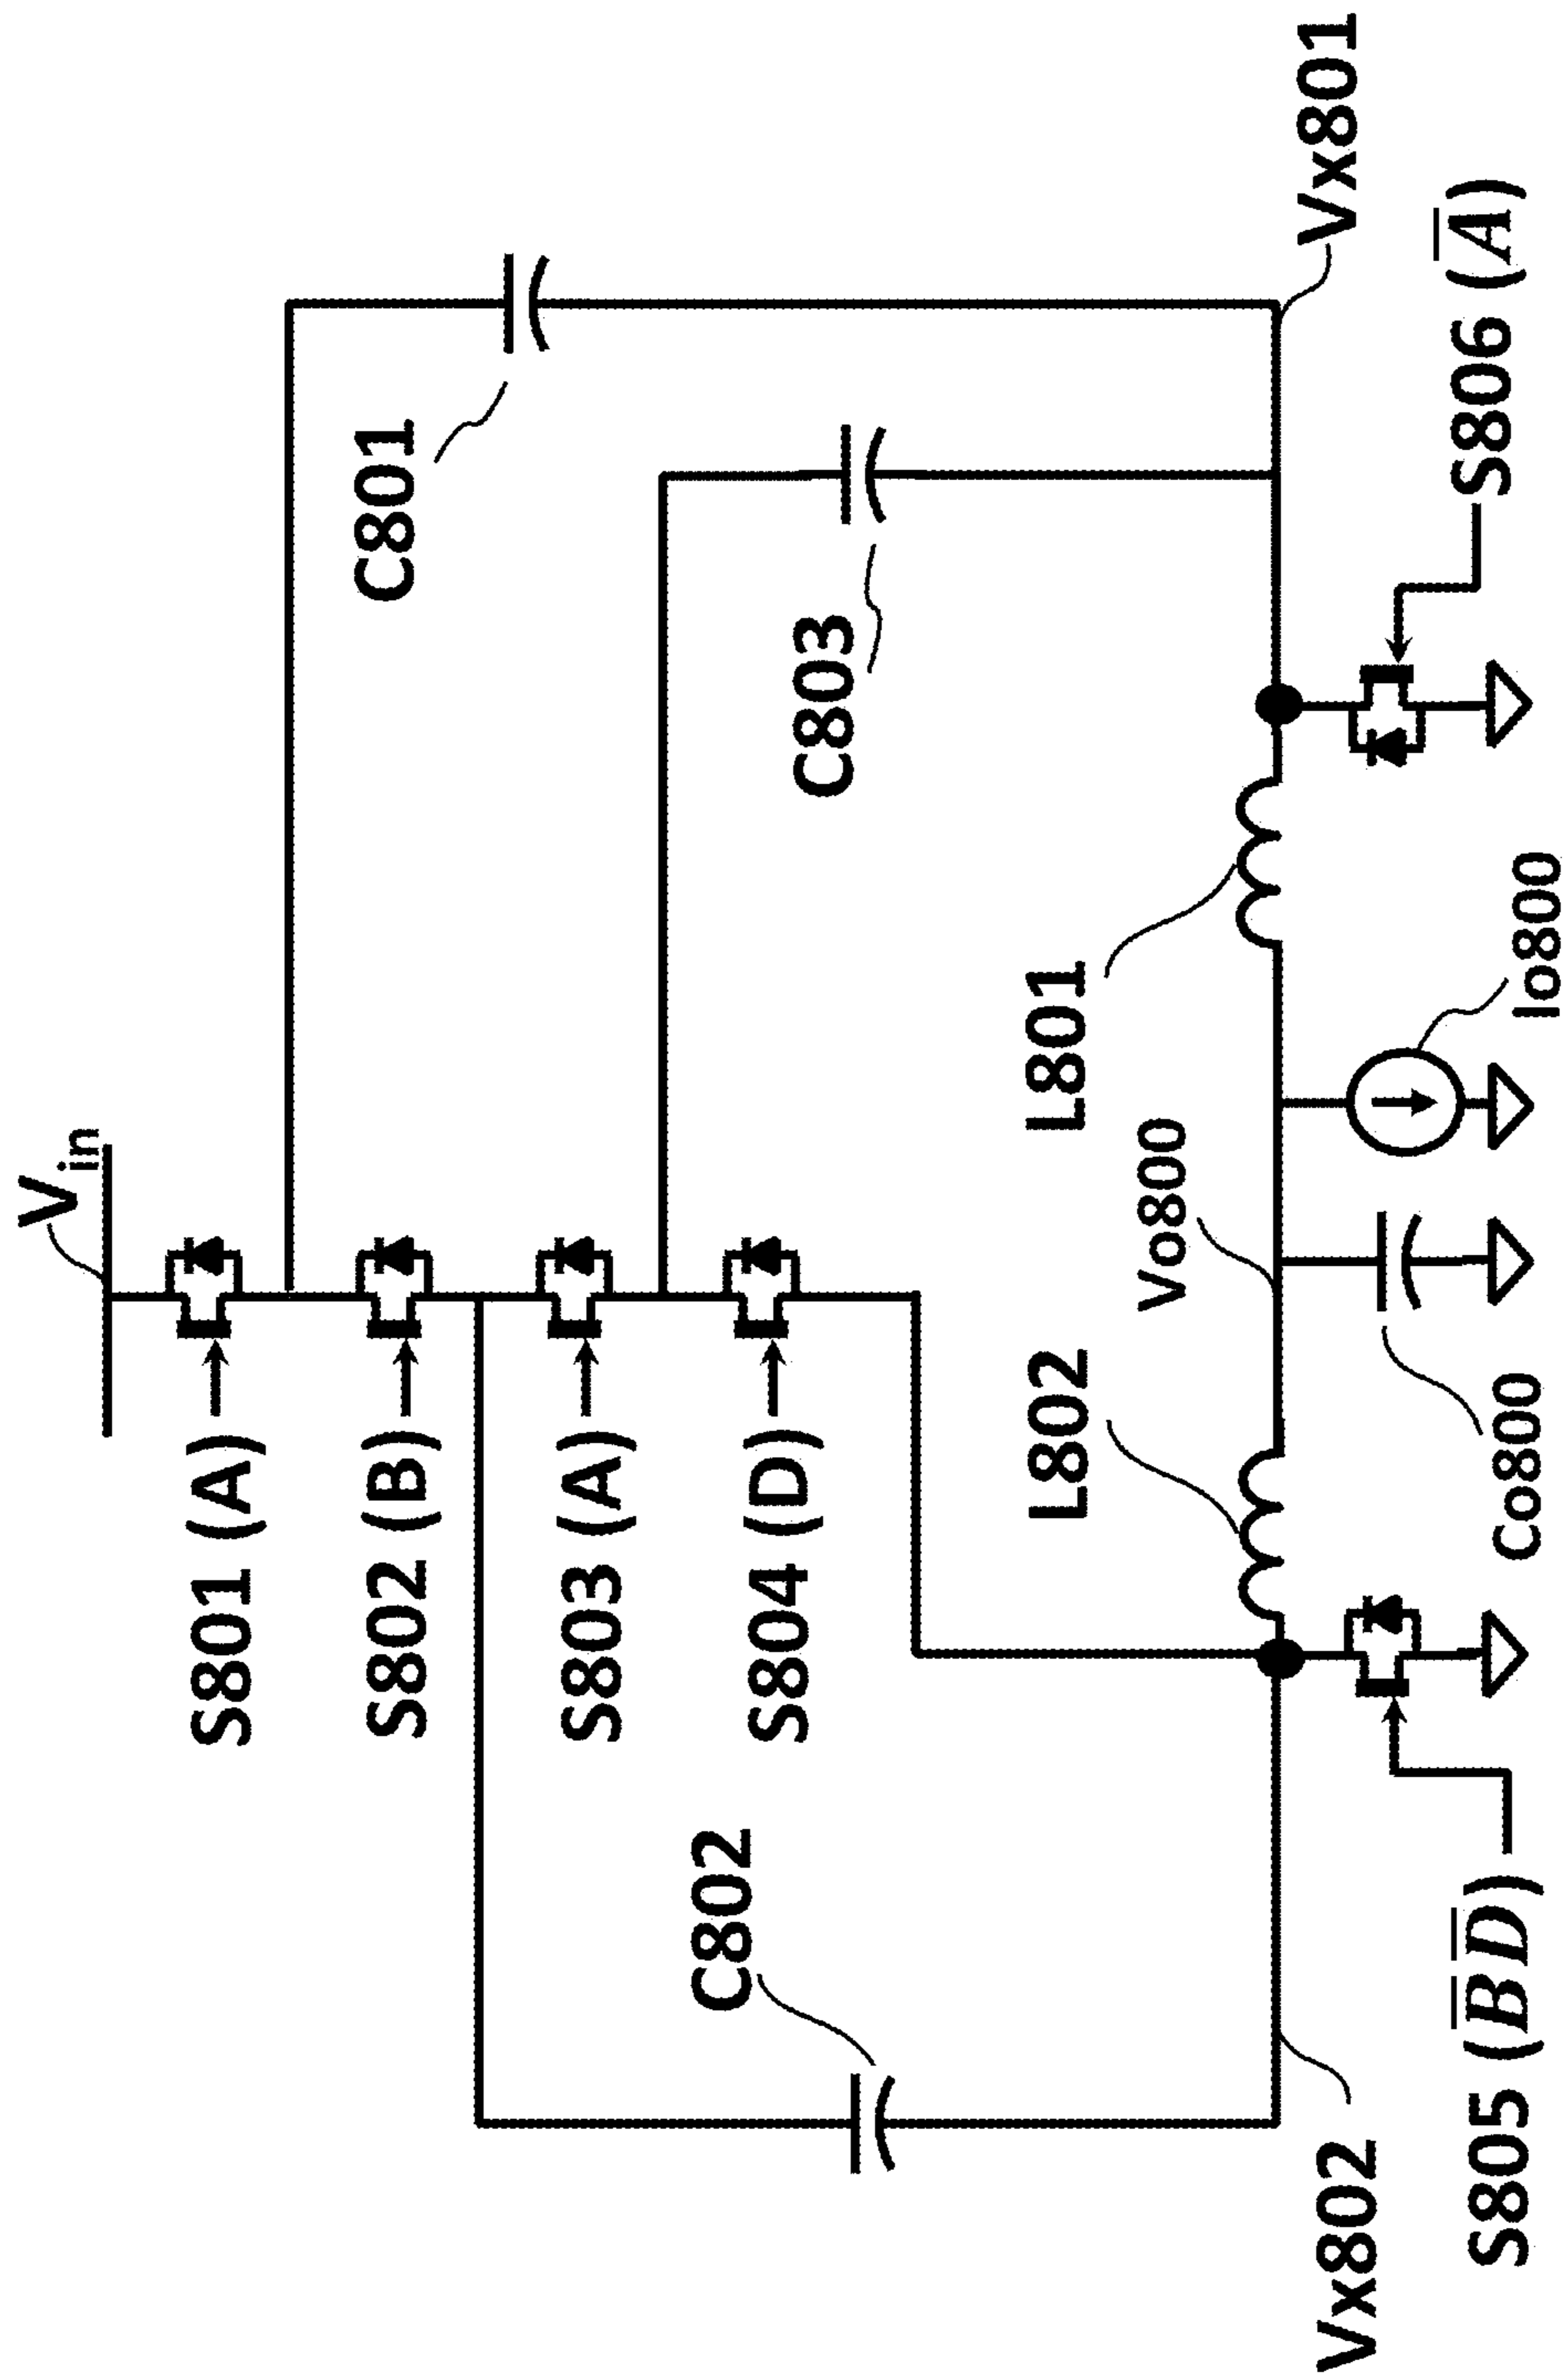 Vin
S801 (A)
C801
S802 (B)
S803 (A)
C802
C803
S804 (D)
L802
L801
Vo800
Vx802
Vx801
S805 (B̅ D̅)
Co800
Io800
S806 (A̅)